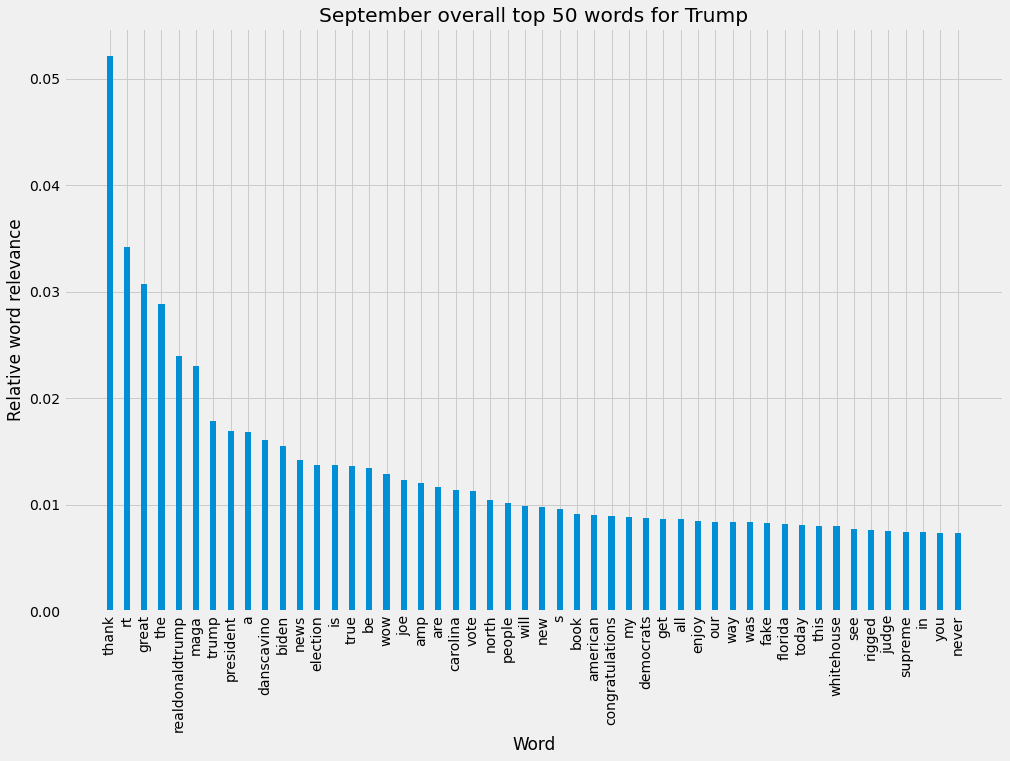 September overall top 50 words for Trump
Relative word relevance
0.05
0.04
0.03
0.02
0.01
0.00
thank
rt
great
the
realdonaldtrump
maga
trump
president
a
danscavino
biden
news
election
is
true
be
wow
joe
amp
are
carolina
vote
north
people
will
new
s
book
american
congratulations
my
democrats
get
all
enjoy
our
way
was
fake
florida
today
this
whitehouse
see
rigged
judge
supreme
in
you
never
Word